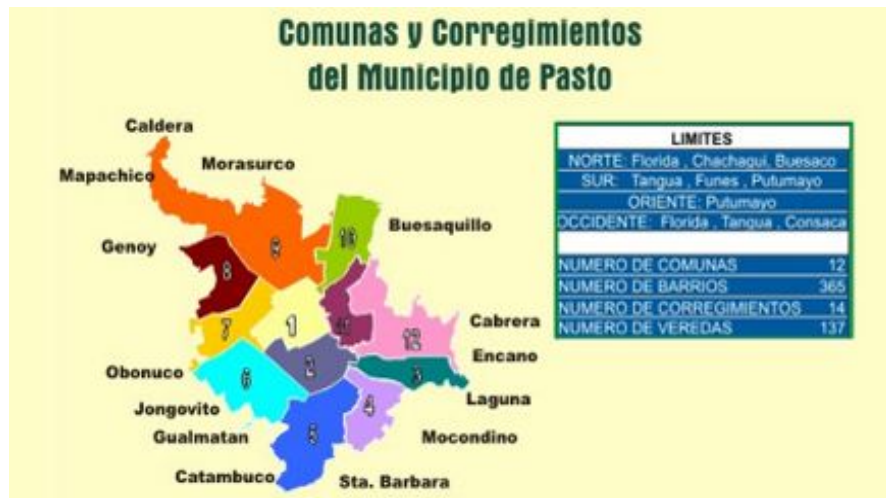 Comunas y Corregimientos
del Municipio de Pasto
Caldera
Mapachico
Morasurco
Genoy
Buesaquillo
Cabrera
Encano
Laguna
Obonuco
Jongovito
Gualmatan
Mocondino
Catambuco
Sta. Barbara
9
10
8
7
1
11
12
2
3
6
4
5
LIMITES
NORTE: Florida , Chachagui, Buesaco
SUR: Tangua , Funes , Putumayo
ORIENTE: Putumayo
OCCIDENTE: Florida , Tangua , Consaca
NUMERO DE COMUNAS 12
NUMERO DE BARRIOS 365
NUMERO DE CORREGIMIENTOS 14
NUMERO DE VEREDAS 137